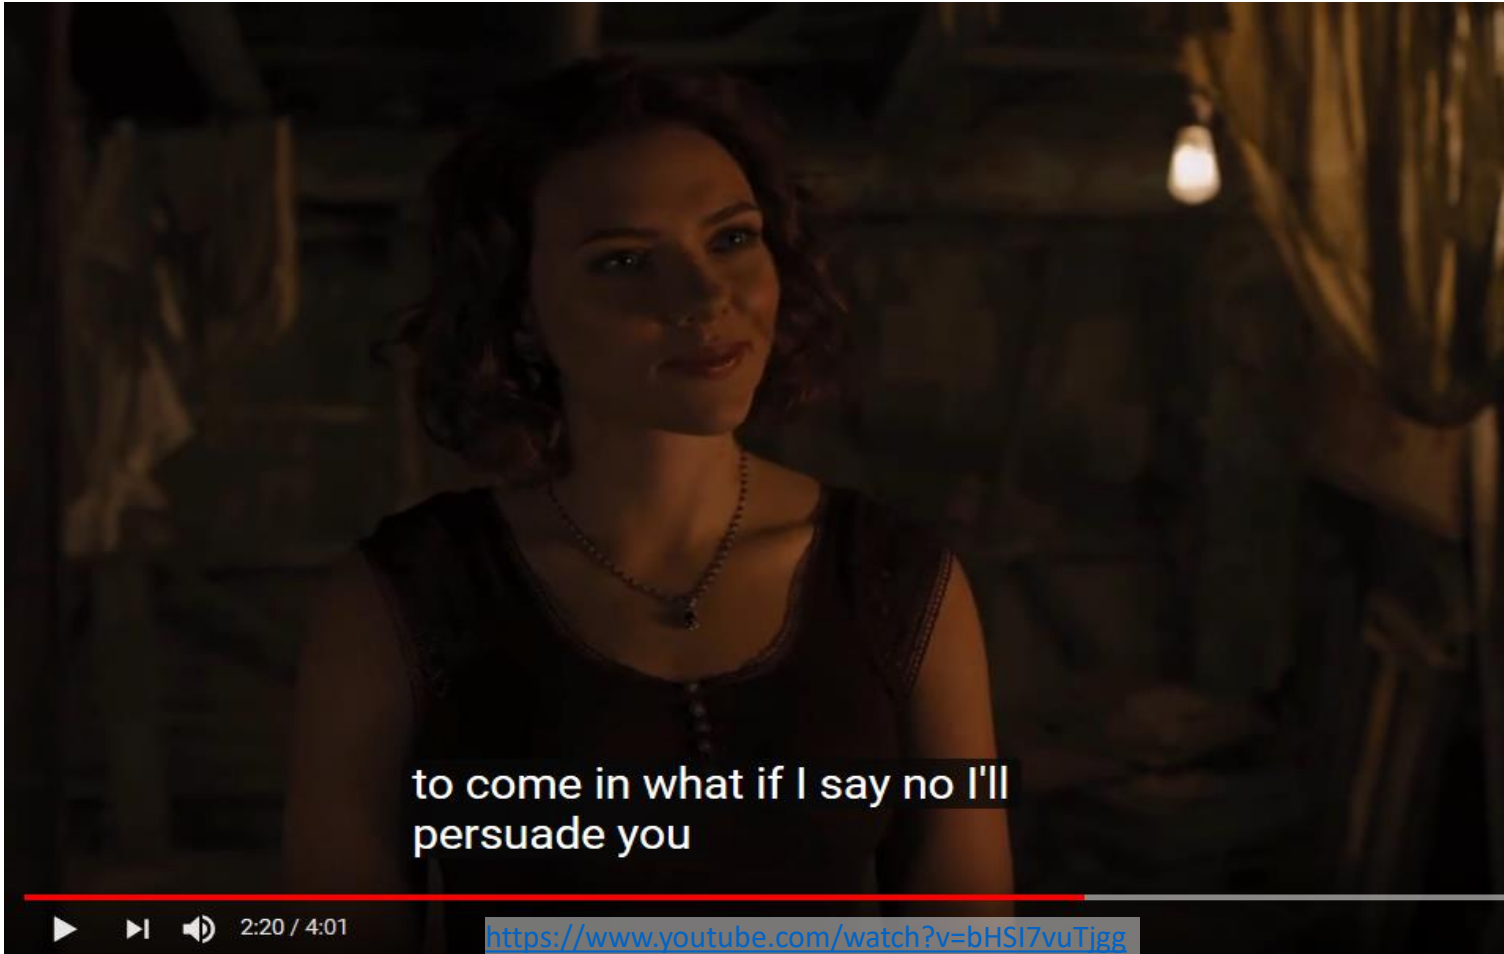 to come in what if I say no I'll
persuade you
2:20 / 4:01
https://www.youtube.com/watch?v=bHSI7vuTjgg